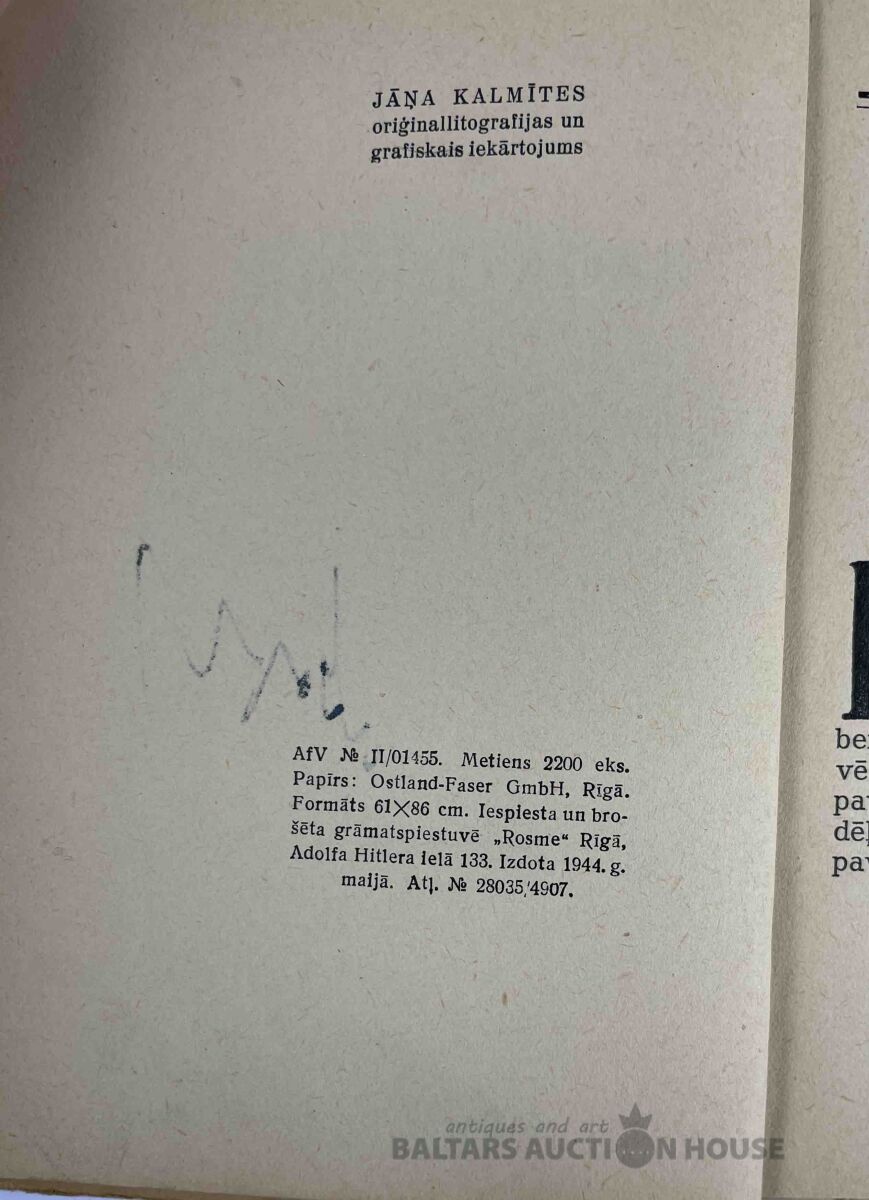 JĀŅA KALMĪTES
oriģinallitografijas un
grafiskais iekārtojums
AfV № II/01455. Metiens 2200 eks.
Papīrs: Ostland-Faser GmbH, Rīgā.
Formāts 61×86 cm. Iespiesta un bro-
šēta grāmatspiestuvē „Rosme“ Rīgā,
Adolfa Hitlera ielā 133. Izdota 1944. g.
maijā. Atļ. № 28035/4907.
vē
dēļ
antiques and art
BALTARS AUCTION HOUSE